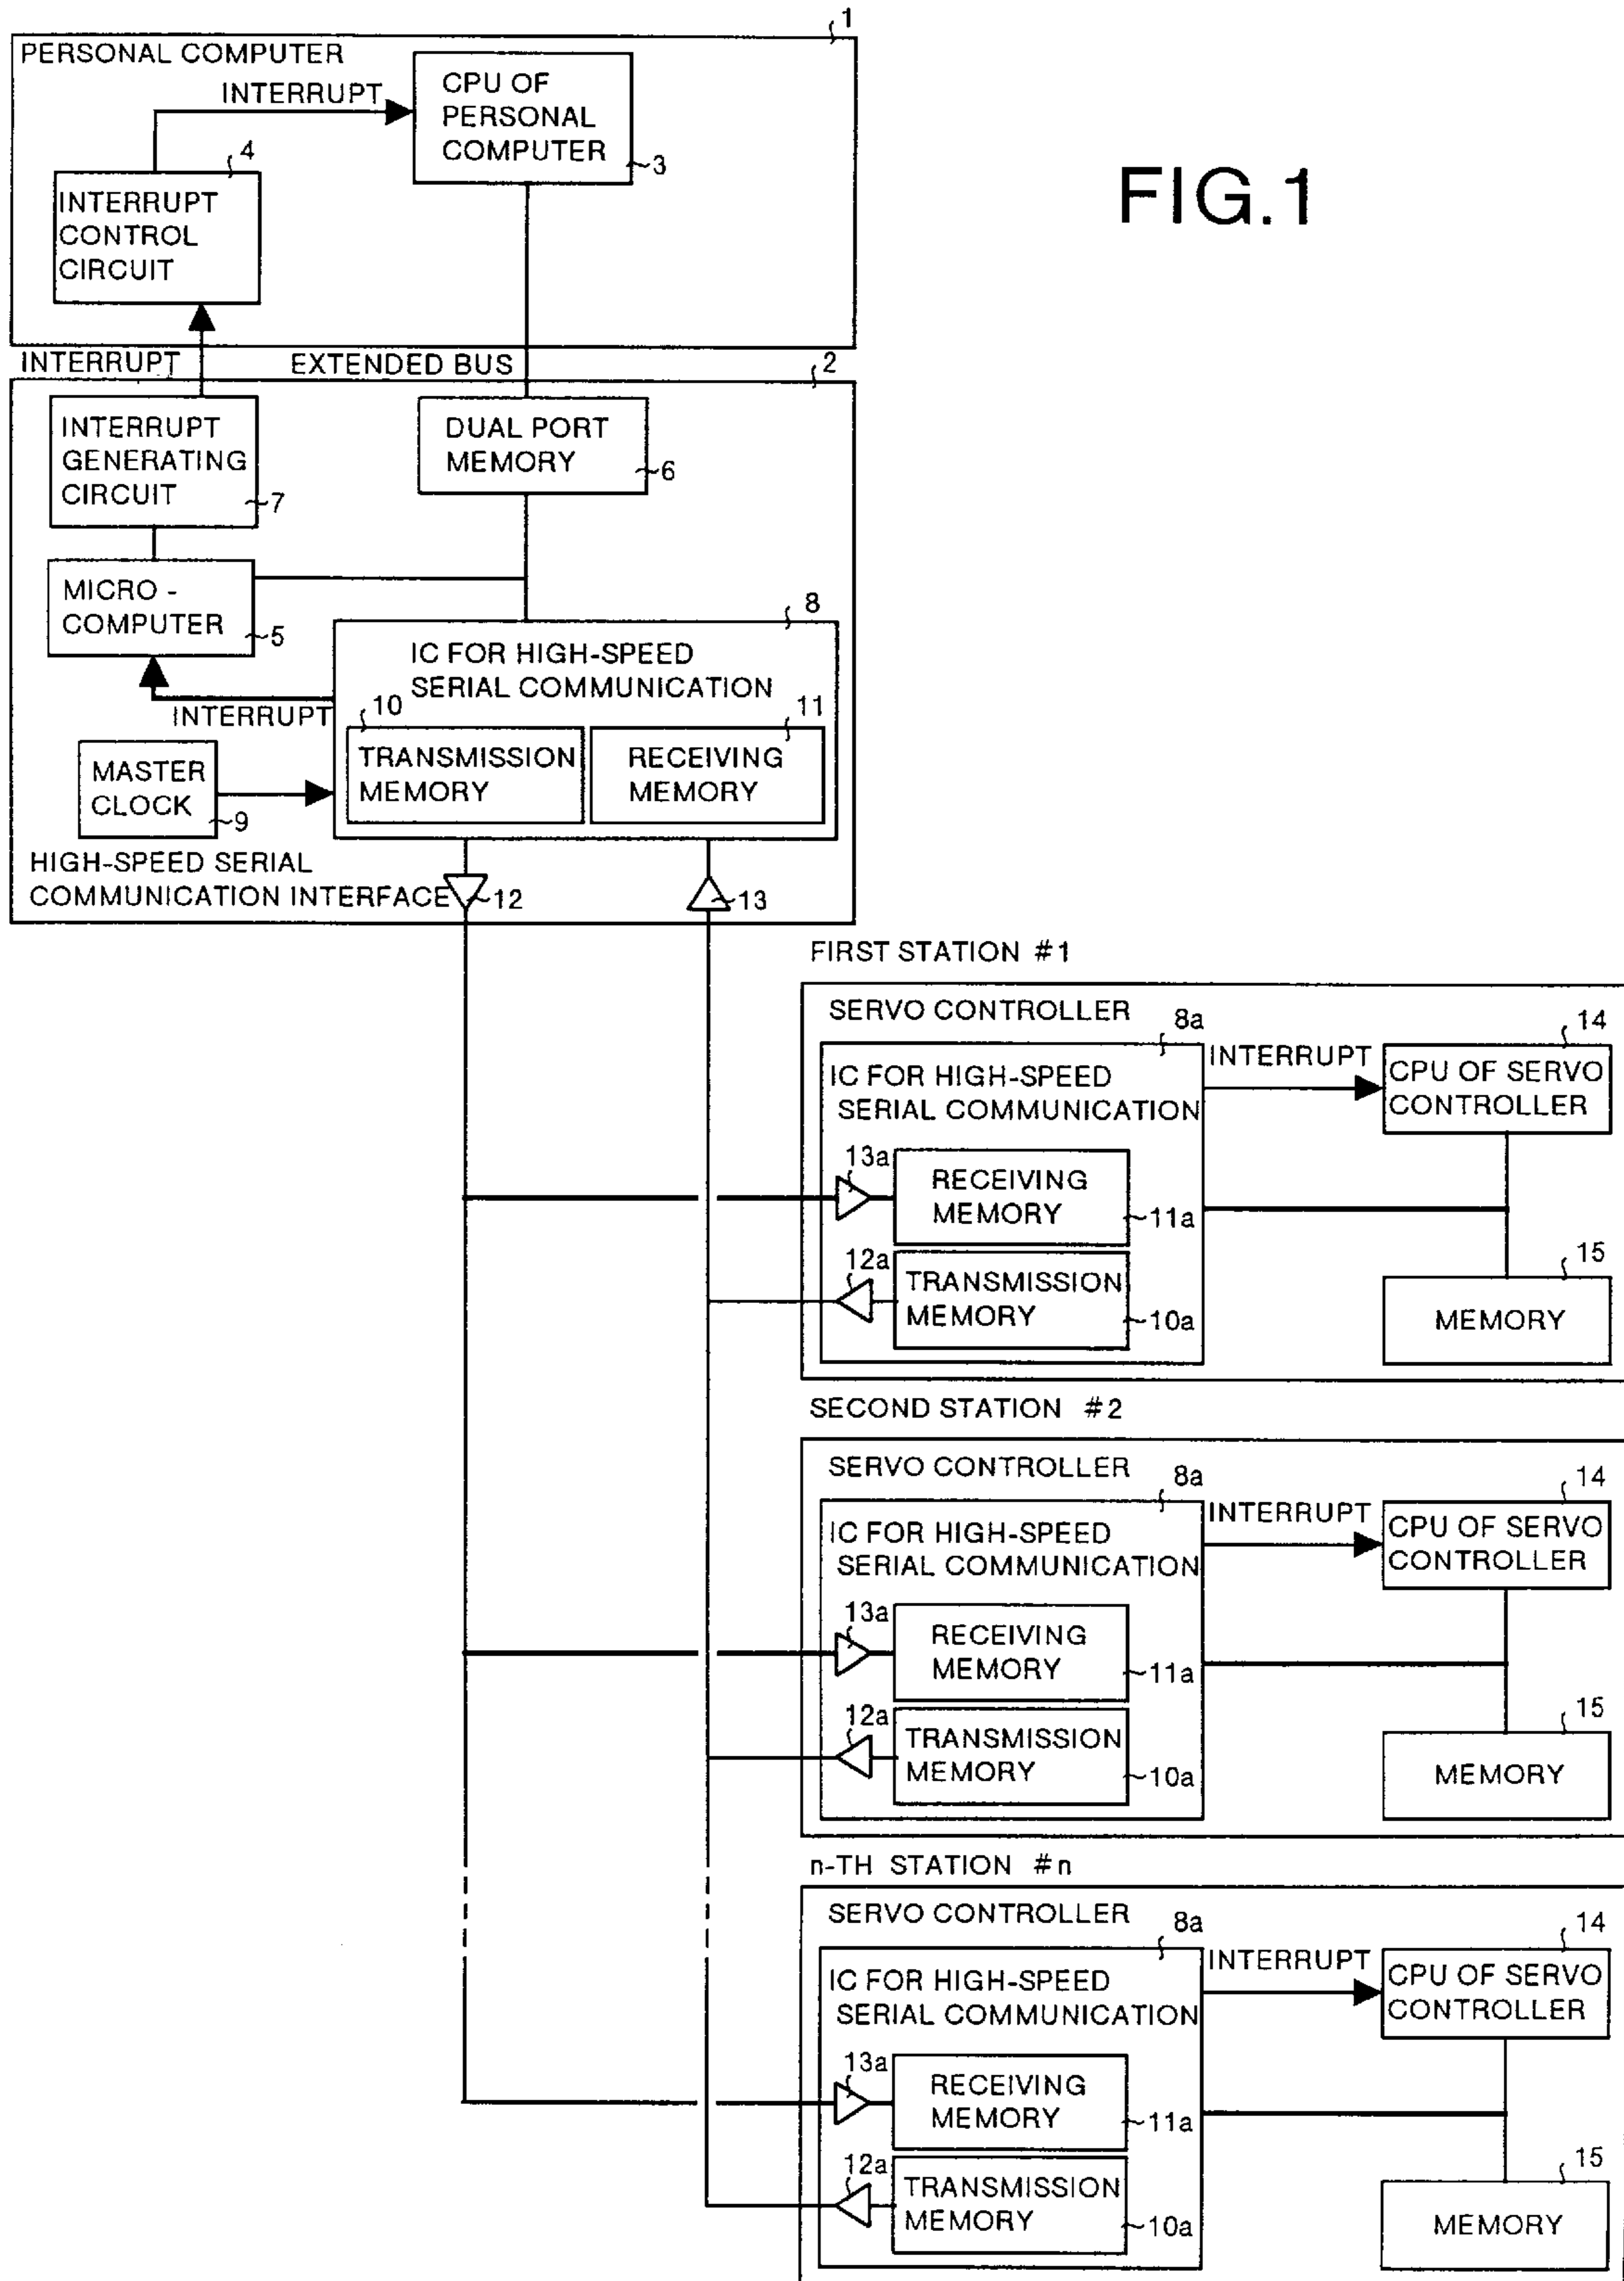 1
PERSONAL COMPUTER
INTERRUPT
CPU OF
PERSONAL
COMPUTER
3
4
INTERRUPT
CONTROL
CIRCUIT
FIG.1
INTERRUPT
EXTENDED BUS
2
INTERRUPT
GENERATING
CIRCUIT
7
DUAL PORT
MEMORY
6
MICRO -
COMPUTER
5
8
IC FOR HIGH-SPEED
SERIAL COMMUNICATION
INTERRUPT
10
TRANSMISSION
MEMORY
11
RECEIVING
MEMORY
MASTER
CLOCK
9
HIGH-SPEED SERIAL
COMMUNICATION INTERFACE
12
13
FIRST STATION #1
SERVO CONTROLLER
8a
IC FOR HIGH-SPEED
SERIAL COMMUNICATION
INTERRUPT
14
CPU OF SERVO
CONTROLLER
13a
RECEIVING
MEMORY
11a
12a
TRANSMISSION
MEMORY
10a
15
MEMORY
SECOND STATION #2
SERVO CONTROLLER
8a
IC FOR HIGH-SPEED
SERIAL COMMUNICATION
INTERRUPT
14
CPU OF SERVO
CONTROLLER
13a
RECEIVING
MEMORY
11a
12a
TRANSMISSION
MEMORY
10a
15
MEMORY
n-TH STATION #n
SERVO CONTROLLER
8a
IC FOR HIGH-SPEED
SERIAL COMMUNICATION
INTERRUPT
14
CPU OF SERVO
CONTROLLER
13a
RECEIVING
MEMORY
11a
12a
TRANSMISSION
MEMORY
10a
15
MEMORY